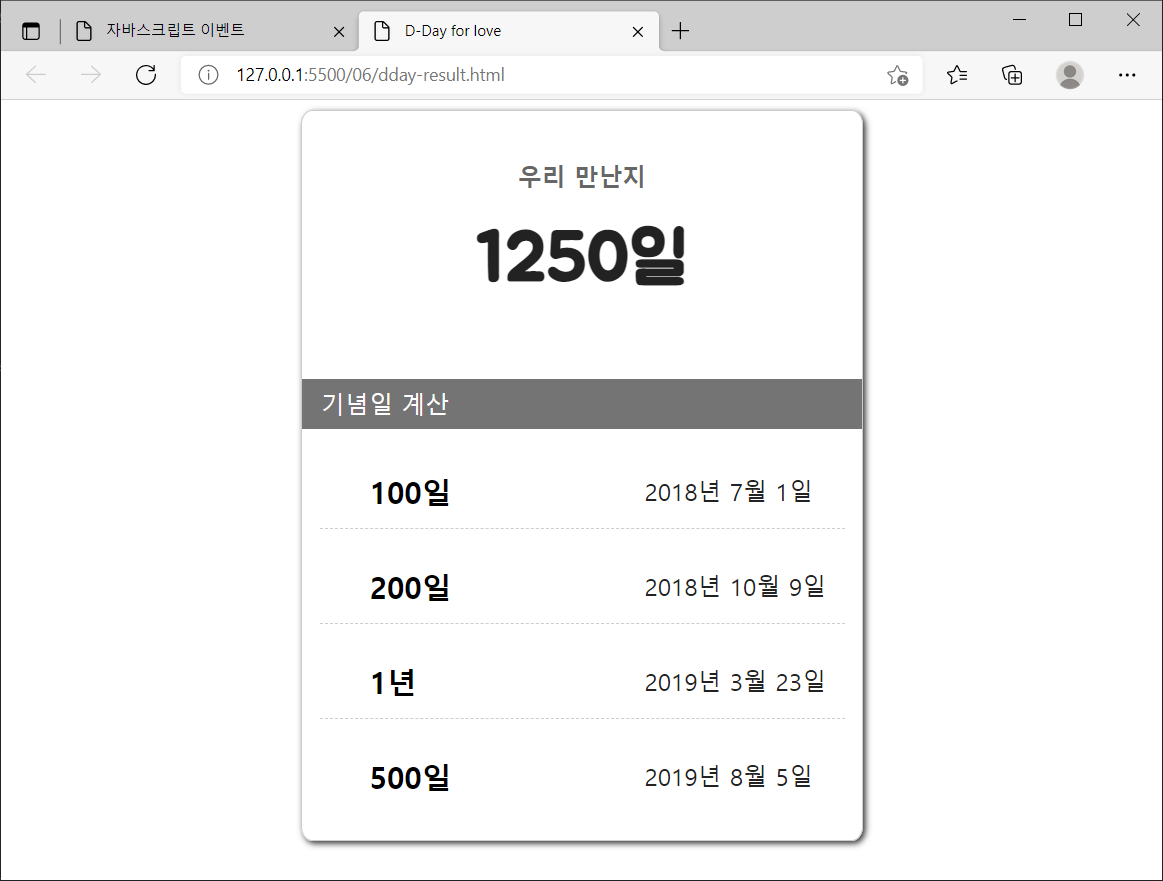 자바스크립트 이벤트
D-Day for love
127.0.0.1:5500/06/dday-result.html
우리 만난지
1250일
기념일 계산
100일 2018년 7월 1일
200일 2018년 10월 9일
1년 2019년 3월 23일
500일 2019년 8월 5일